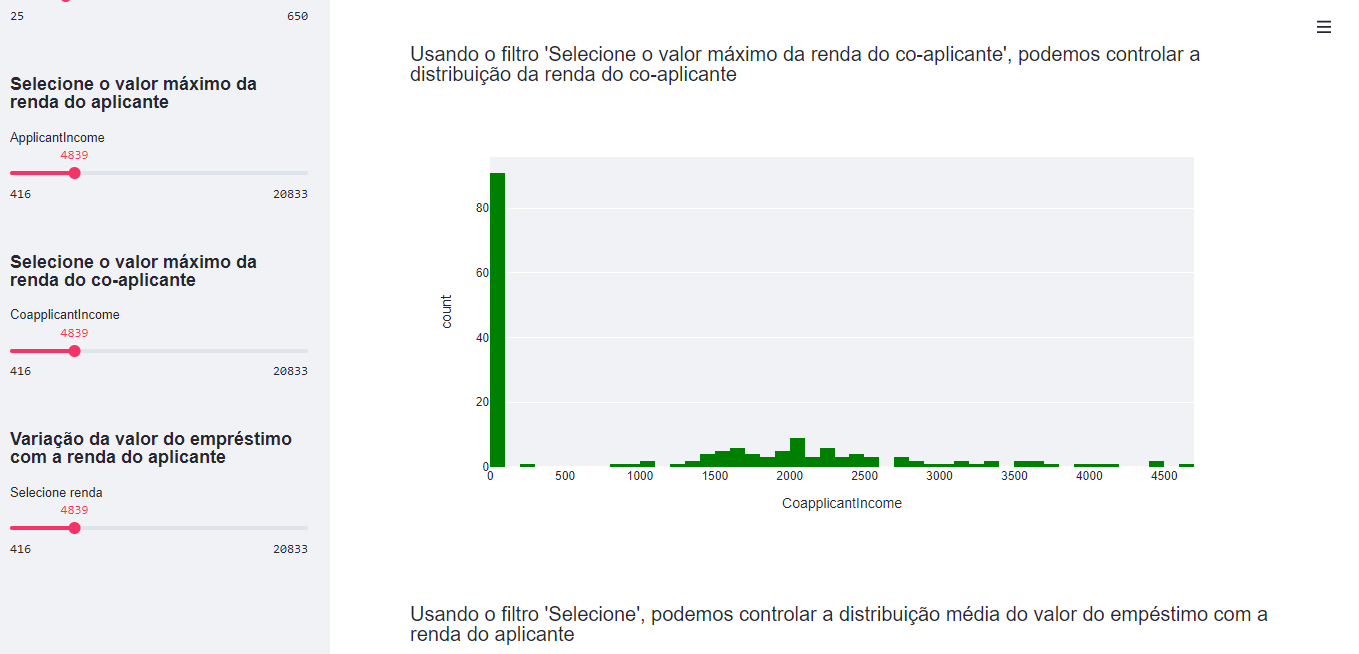 25 650
Selecione o valor máximo da
renda do aplicante
ApplicantIncome
4839
416 20833
Selecione o valor máximo da
renda do co-aplicante
CoapplicantIncome
4839
416 20833
Variação da valor do empréstimo
com a renda do aplicante
Selecione renda
4839
416 20833
Usando o filtro 'Selecione o valor máximo da renda do co-aplicante', podemos controlar a
distribuição da renda do co-aplicante
80
60
40
20
0
count
0 500 1000 1500 2000 2500 3000 3500 4000 4500
CoapplicantIncome
Usando o filtro 'Selecione', podemos controlar a distribuição média do valor do empéstimo com a
renda do aplicante